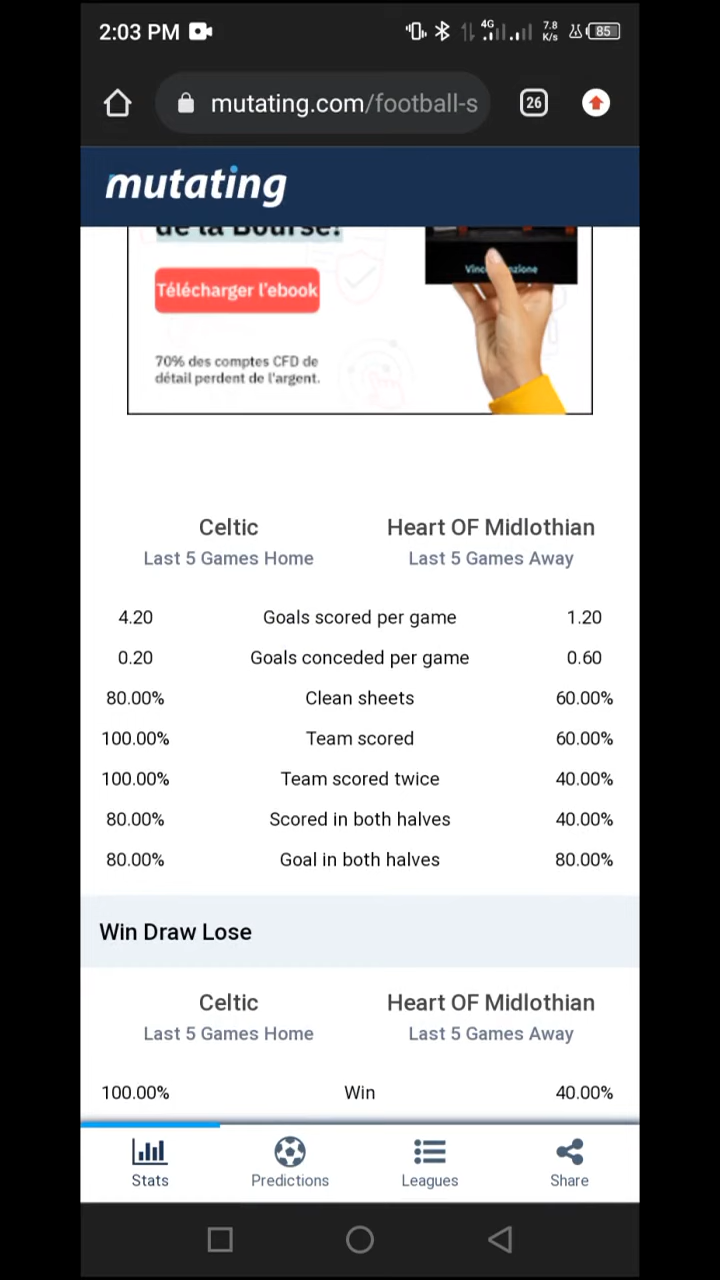 2:03 PM 4G 7.8 K/s 85
mutating.com/football-s 26
mutating
de la Bourse!
Télécharger l'ebook
70% des comptes CFD de
détail perdent de l'argent.
Celtic Heart OF Midlothian
Last 5 Games Home Last 5 Games Away
4.20 Goals scored per game 1.20
0.20 Goals conceded per game 0.60
80.00% Clean sheets 60.00%
100.00% Team scored 60.00%
100.00% Team scored twice 40.00%
80.00% Scored in both halves 40.00%
80.00% Goal in both halves 80.00%
Win Draw Lose
Celtic Heart OF Midlothian
Last 5 Games Home Last 5 Games Away
100.00% Win 40.00%
Stats Predictions Leagues Share